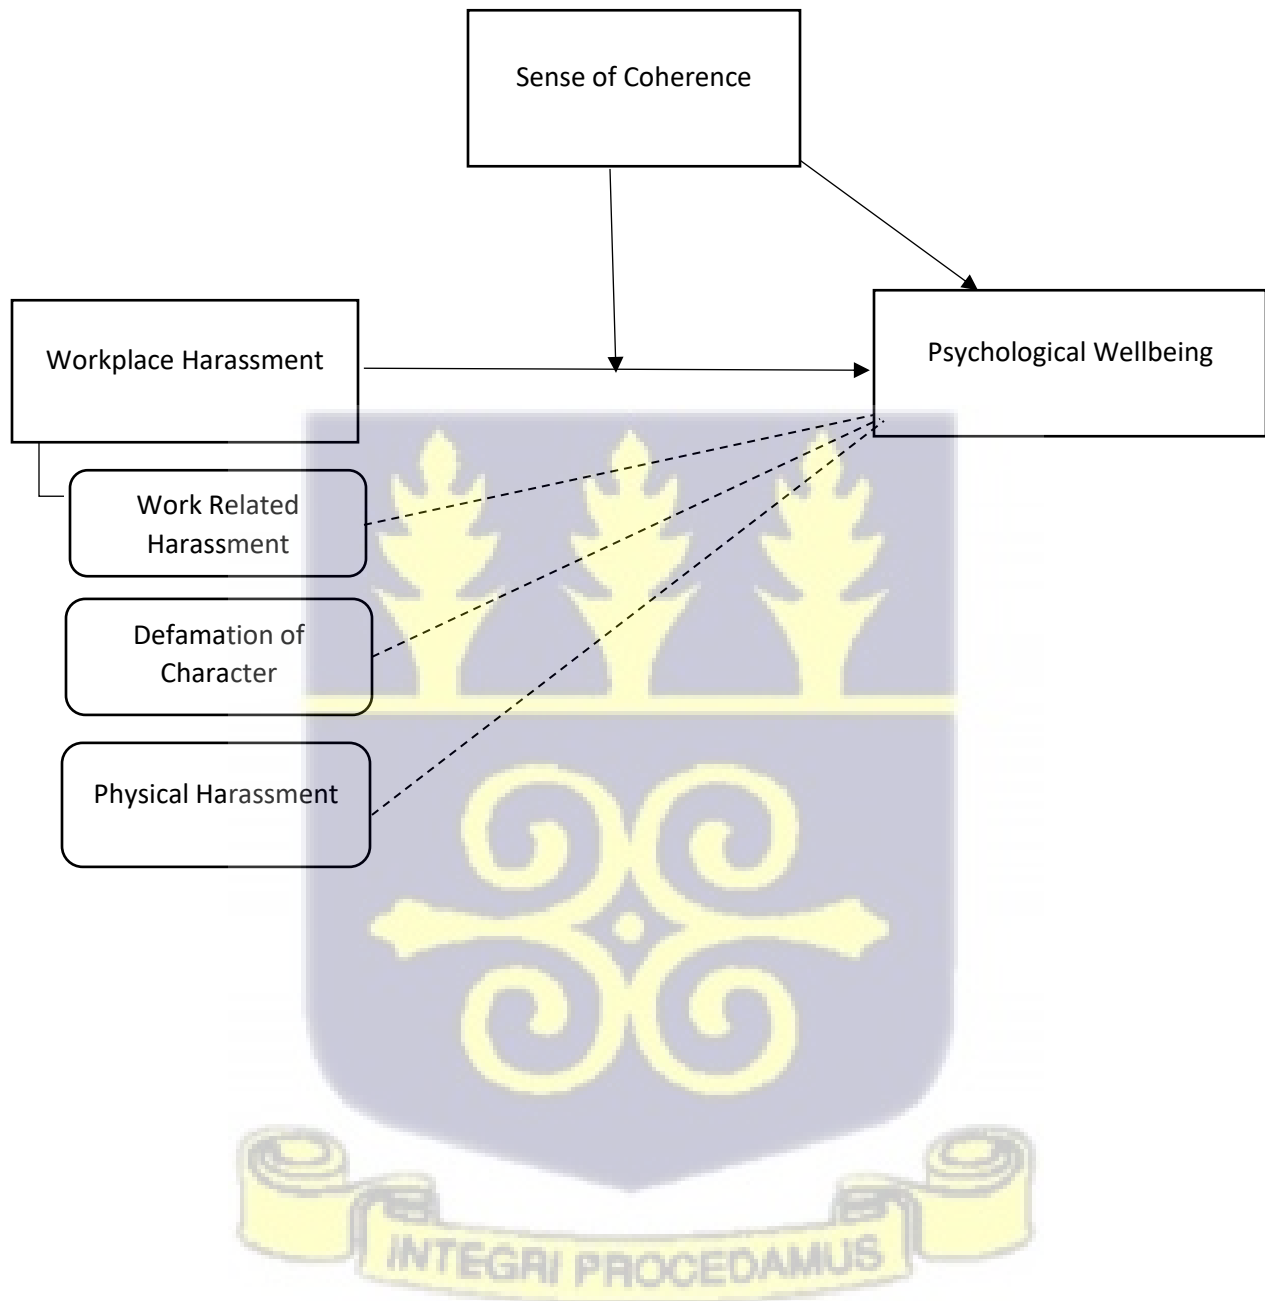 Sense of Coherence
Workplace Harassment
Psychological Wellbeing
Work Related
Harassment
Defamation of
Character
Physical Harassment
INTEGRI PROCEDAMUS